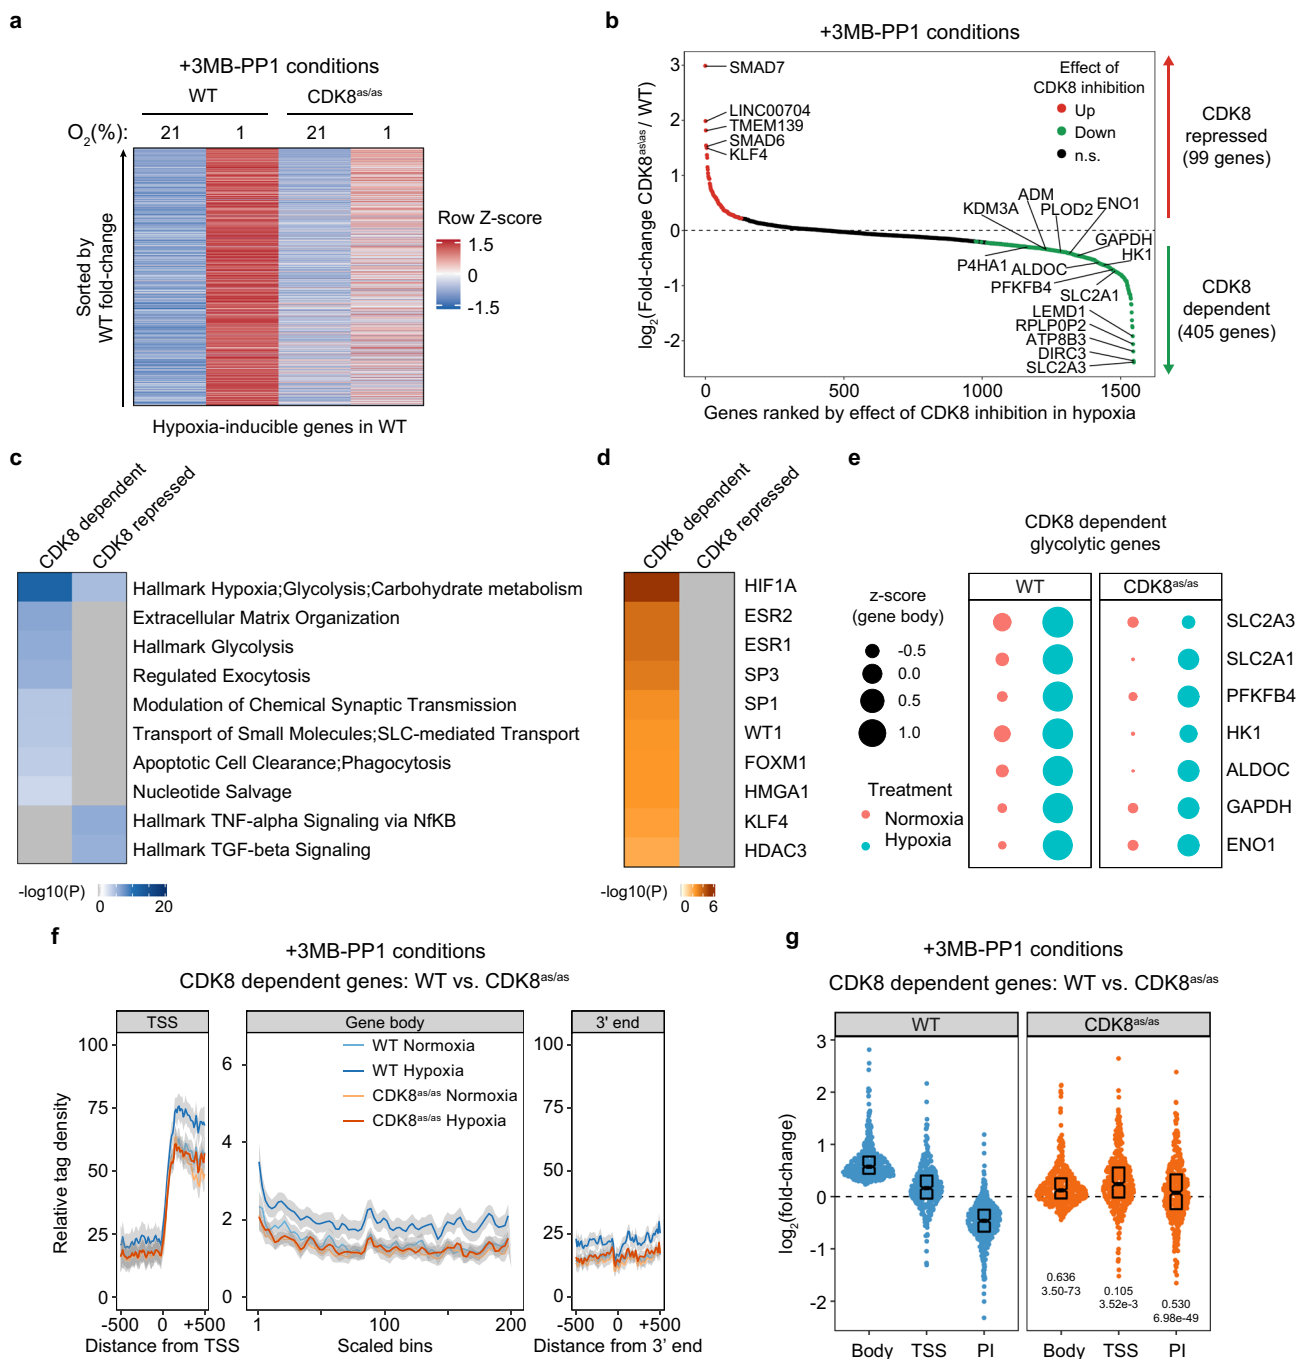 a
+3MB-PP1 conditions
WT
CDK8as/as
O2(%):
21
1
21
1
Sorted by
WT fold-change
Row Z-score
1.5
0
-1.5
Hypoxia-inducible genes in WT
b
+3MB-PP1 conditions
log2(Fold-change CDK8as\as / WT)
3
2
1
0
-1
-2
SMAD7
LINC00704
TMEM139
SMAD6
KLF4
Effect of
CDK8 inhibition
Up
Down
n.s.
KDM3A
ADM
PLOD2
ENO1
GAPDH
HK1
P4HA1
ALDOC
PFKFB4
SLC2A1
LEMD1
RPLP0P2
ATP8B3
DIRC3
SLC2A3
0
500
1000
1500
Genes ranked by effect of CDK8 inhibition in hypoxia
CDK8
repressed
(99 genes)
CDK8
dependent
(405 genes)
c
CDK8 dependent
CDK8 repressed
Hallmark Hypoxia;Glycolysis;Carbohydrate metabolism
Extracellular Matrix Organization
Hallmark Glycolysis
Regulated Exocytosis
Modulation of Chemical Synaptic Transmission
Transport of Small Molecules;SLC-mediated Transport
Apoptotic Cell Clearance;Phagocytosis
Nucleotide Salvage
Hallmark TNF-alpha Signaling via NfKB
Hallmark TGF-beta Signaling
-log10(P)
0
20
d
CDK8 dependent
CDK8 repressed
HIF1A
ESR2
ESR1
SP3
SP1
WT1
FOXM1
HMGA1
KLF4
HDAC3
-log10(P)
0
6
e
CDK8 dependent
glycolytic genes
z-score
(gene body)
-0.5
0.0
0.5
1.0
Treatment
Normoxia
Hypoxia
WT
CDK8as/as
SLC2A3
SLC2A1
PFKFB4
HK1
ALDOC
GAPDH
ENO1
f
+3MB-PP1 conditions
CDK8 dependent genes: WT vs. CDK8as/as
TSS
Gene body
3' end
Relative tag density
100
75
50
25
0
6
4
2
0
100
75
50
25
0
WT Normoxia
WT Hypoxia
CDK8as/as Normoxia
CDK8as/as Hypoxia
-500
0
+500
1
200
-500
0
+500
Distance from TSS
Scaled bins
Distance from 3' end
g
+3MB-PP1 conditions
CDK8 dependent genes: WT vs. CDK8as/as
WT
CDK8as/as
log2(fold-change)
3
2
1
0
-1
-2
0.636
3.50-73
0.105
3.52e-3
0.530
6.98e-49
Body
TSS
PI
Body
TSS
PI